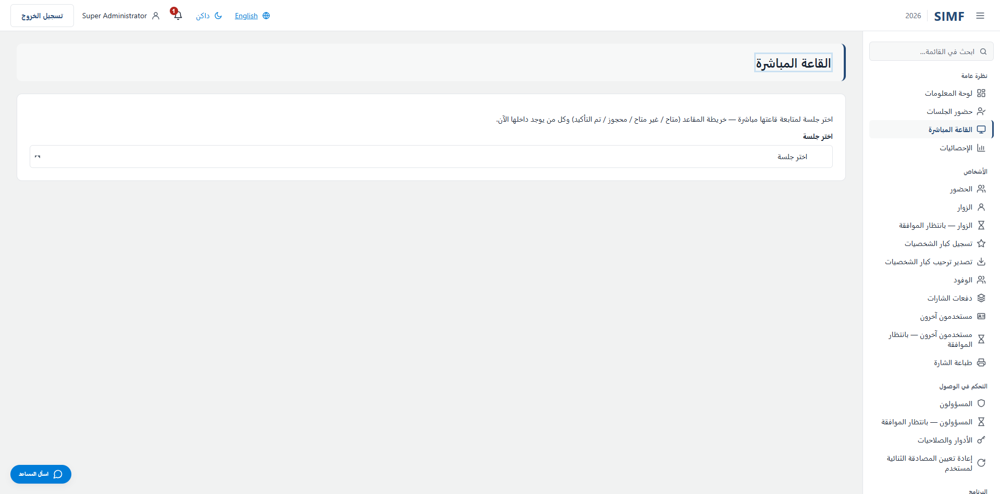 SIMF
2026
English
داكن
1
Super Administrator
تسجيل الخروج
ابحث في القائمة...
نظرة عامة
لوحة المعلومات
حضور الجلسات
القاعة المباشرة
الإحصائيات
الأشخاص
الحضور
الزوار
الزوار — بانتظار الموافقة
تسجيل كبار الشخصيات
تصدير ترحيب كبار الشخصيات
الوفود
دفعات الشارات
مستخدمون آخرون
مستخدمون آخرون — بانتظار
الموافقة
طباعة الشارة
التحكم في الوصول
المسؤولون
المسؤولون — بانتظار الموافقة
الأدوار والصلاحيات
إعادة تعيين المصادقة الثنائية
لمستخدم
البرنامج
القاعة المباشرة
اختر جلسة لمتابعة قاعتها مباشرة — خريطة المقاعد (متاح / غير متاح / محجوز / تم التأكيد) وكل من يوجد داخلها الآن.
اختر جلسة
اختر جلسة
اسأل المساعد